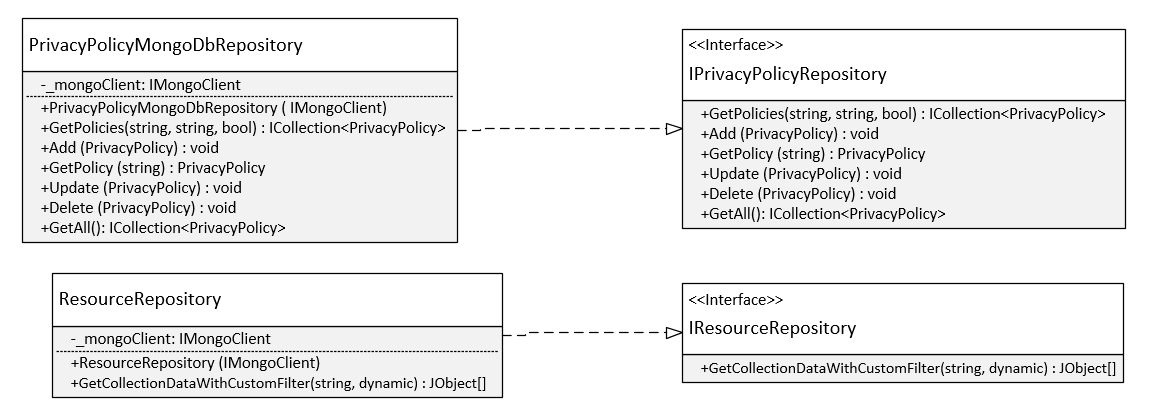 PrivacyPolicyMongoDbRepository
-_mongoClient: IMongoClient
+PrivacyPolicyMongoDbRepository ( IMongoClient)
+GetPolicies(string, string, bool) : ICollection<PrivacyPolicy>
+Add (PrivacyPolicy) : void
+GetPolicy (string) : PrivacyPolicy
+Update (PrivacyPolicy) : void
+Delete (PrivacyPolicy) : void
+GetAll(): ICollection<PrivacyPolicy>
<<Interface>>
IPrivacyPolicyRepository
+GetPolicies(string, string, bool) : ICollection<PrivacyPolicy>
+Add (PrivacyPolicy) : void
+GetPolicy (string) : PrivacyPolicy
+Update (PrivacyPolicy) : void
+Delete (PrivacyPolicy) : void
+GetAll(): ICollection<PrivacyPolicy>
ResourceRepository
-_mongoClient: IMongoClient
+ResourceRepository (IMongoClient)
+GetCollectionDataWithCustomFilter(string, dynamic) : JObject[]
<<Interface>>
IResourceRepository
+GetCollectionDataWithCustomFilter(string, dynamic) : JObject[]